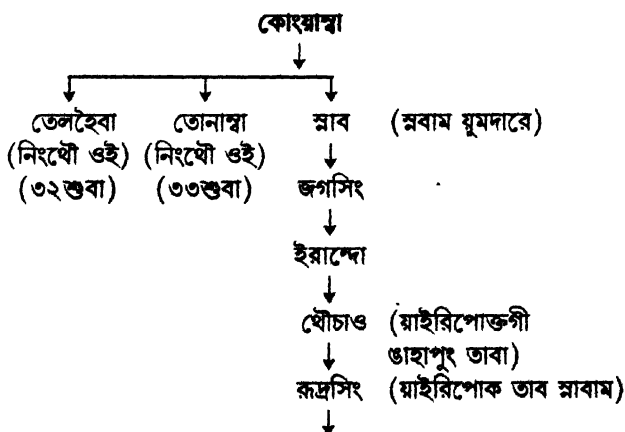 কোংয়াম্বা
তেলহৈবা তোনাম্বা স্নাব (স্নবাম য়ুমদারে)
(নিংথৌ ওই) (নিংথৌ ওই)
(৩২শুবা) (৩৩শুবা) জগসিং
ইরান্দো
থৌচাও (য়াইরিপোক্তগী
ঙাহাপুং তাবা)
রূদ্রসিং (য়াইরিপোক তাব স্নাবাম)